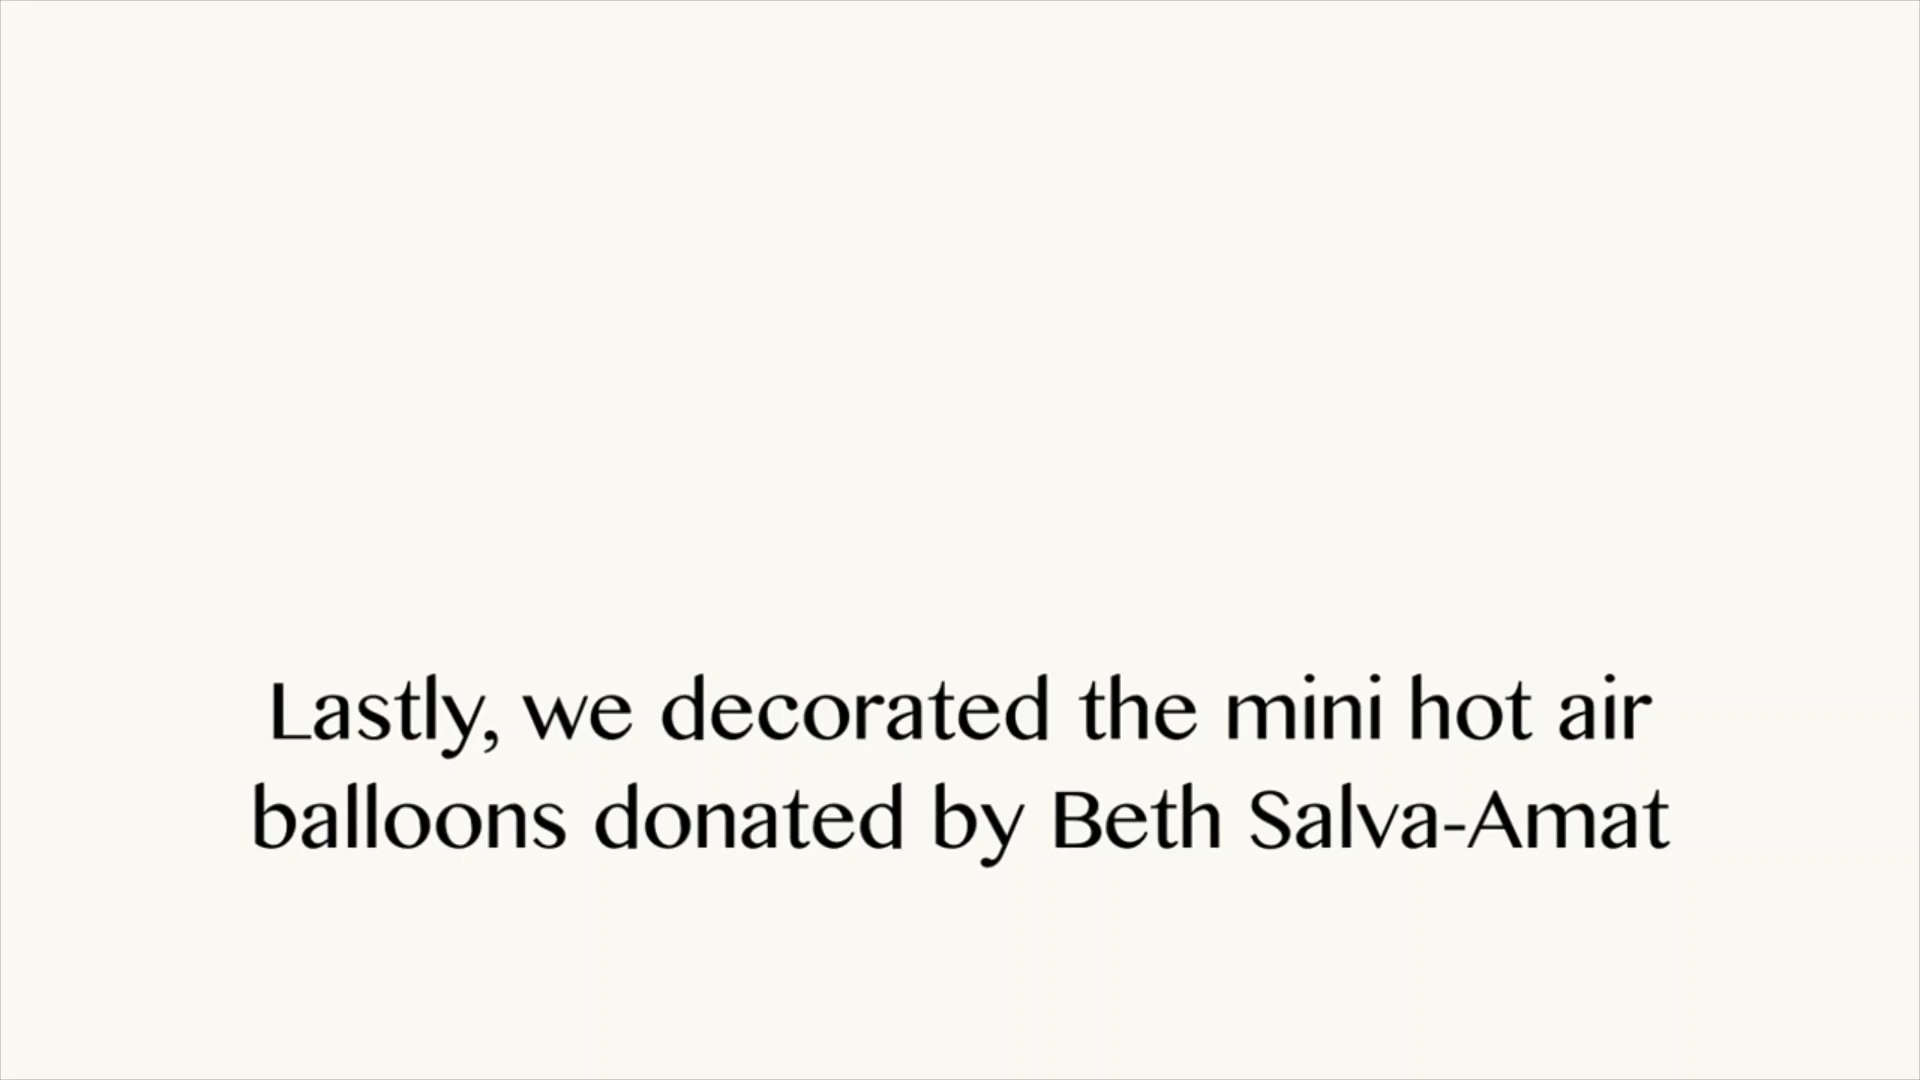 Lastly, we decorated the mini hot air
balloons donated by Beth Salva-Amat